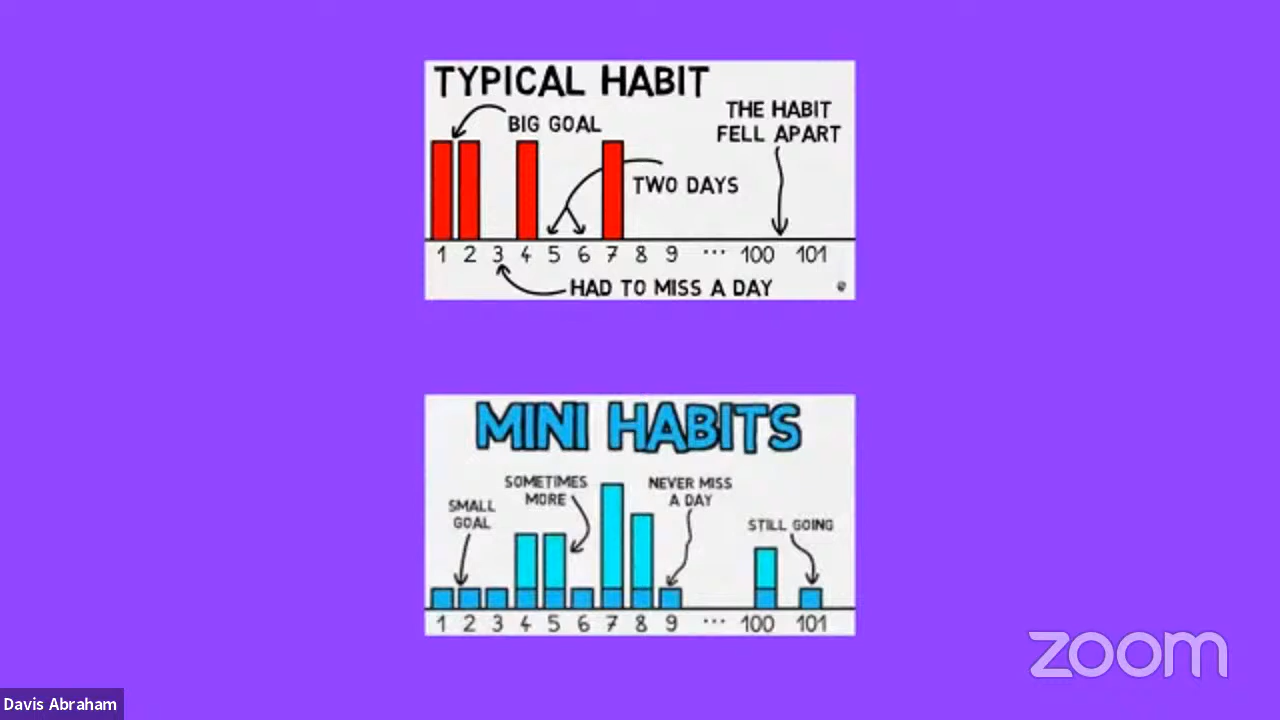 TYPICAL HABIT
BIG GOAL
THE HABIT
FELL APART
TWO DAYS
1 2 3 4 5 6 7 8 9 ... 100 101
HAD TO MISS A DAY
MINI HABITS
SOMETIMES
MORE
NEVER MISS
A DAY
SMALL
GOAL
STILL GOING
1 2 3 4 5 6 7 8 9 ... 100 101
zoom
Davis Abraham